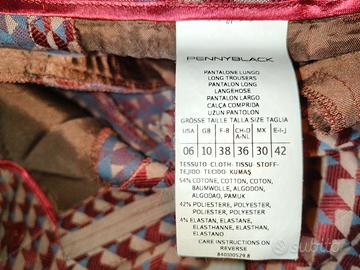 PENNYBLACK
PANTALONE LUNGO
LONG TROUSERS
PANTALON LONG
LANGEHOSE
PANTALON LARGO
CALÇA COMPRIDA
UZUN PANTOLON
GRÖSSE TAILLE TALLA SIZE TAGLIA
USA GB F-B CH-D A-NL MX E-I-J
06 10 38 36 30 42
TESSUTO CLOTH-TISSU-STOFF-
TEJIDO TECIDO KUMAŞ
54% COTONE, COTTON, COTON,
BAUMWOLLE, ALGODON,
ALGODAO, PAMUK
42% POLIESTERE, POLYESTER,
POLYESTER, POLYESTER,
4% ELASTAN, ELASTANE,
ELASTHANNE, ELASTHAN,
ELASTANO
CARE INSTRUCTIONS ON
REVERSE
subito